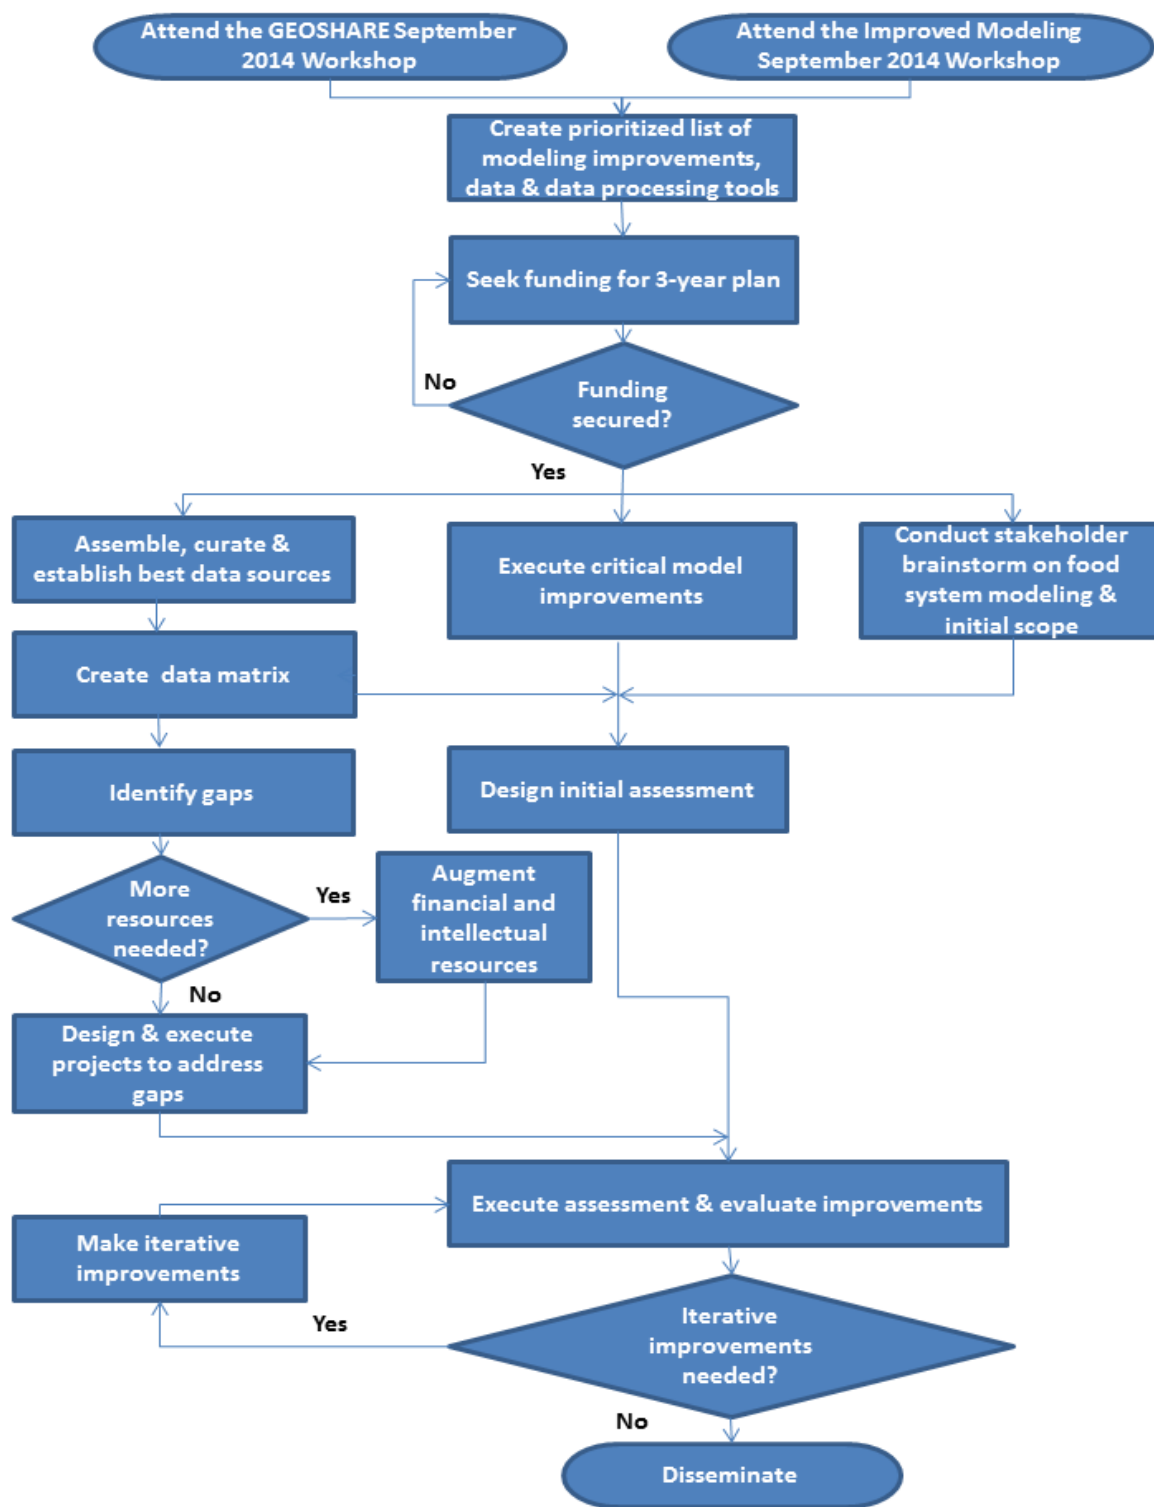 Attend the GEOSHARE September
2014 Workshop
Attend the Improved Modeling
September 2014 Workshop
Create prioritized list of
modeling improvements,
data & data processing tools
Seek funding for 3-year plan
No
Funding
secured?
Yes
Assemble, curate &
establish best data sources
Execute critical model
improvements
Conduct stakeholder
brainstorm on food
system modeling &
initial scope
Create data matrix
Identify gaps
Design initial assessment
More
resources
needed?
Yes
Augment
financial and
intellectual
resources
No
Design & execute
projects to address
gaps
Execute assessment & evaluate improvements
Make iterative
improvements
Yes
Iterative
improvements
needed?
No
Disseminate